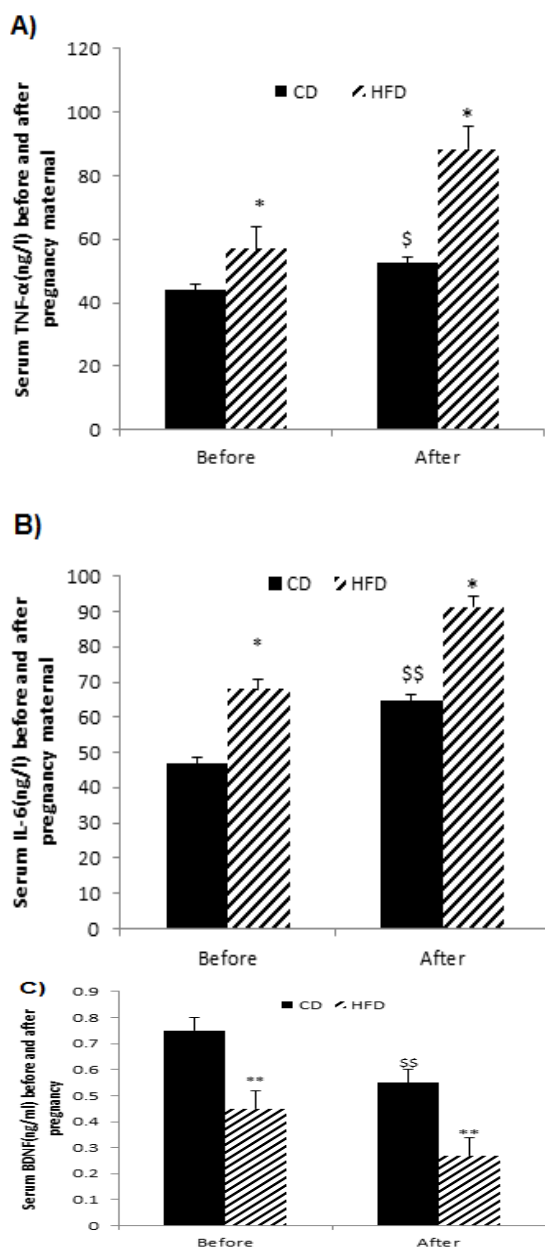 A)
Serum TNF-α(ng/l) before and after
pregnancy maternal
120
100
80
60
40
20
0
CD HFD
*
$
*
Before After
B)
Serum IL-6(ng/l) before and after
pregnancy maternal
100
90
80
70
60
50
40
30
20
10
0
CD HFD
*
$$
*
Before After
C)
Serum BDNF(ng/ml) before and after
pregnancy
0.9
0.8
0.7
0.6
0.5
0.4
0.3
0.2
0.1
0
CD HFD
**
$$
**
Before After